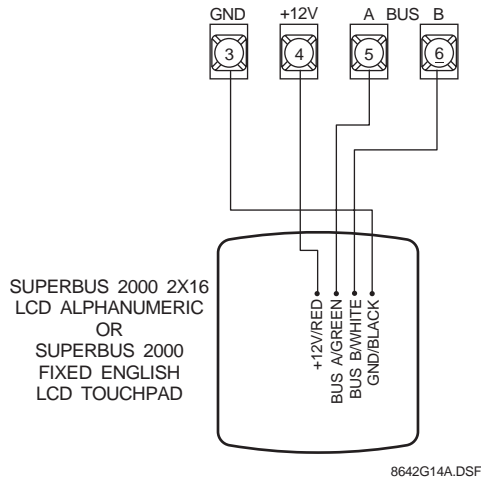 GND +12V A BUS B
3 4 5 6
SUPERBUS 2000 2X16
LCD ALPHANUMERIC
OR
SUPERBUS 2000
FIXED ENGLISH
LCD TOUCHPAD
+12V/RED
BUS A/GREEN
BUS B/WHITE
GND/BLACK
8642G14A.DSF